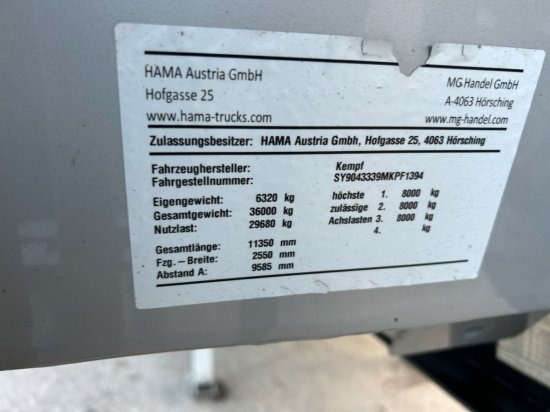 HAMA Austria GmbH MG Handel GmbH
Hofgasse 25 A-4063 Hörsching
www.hama-trucks.com www.mg-handel.com
Zulassungsbesitzer: HAMA Austria Gmbh, Hofgasse 25, 4063 Hörsching
Fahrzeughersteller: Kempf
Fahrgestellnummer: SY9043339MKPF1394
Eigengewicht: 6320 kg höchste 1. 8000 kg
Gesamtgewicht: 36000 kg zulässige 2. 8000 kg
Nutzlast: 29680 kg Achslasten 3. 8000 kg
4. kg
Gesamtlänge: 11350 mm
Fzg.–Breite: 2550 mm
Abstand A: 9585 mm